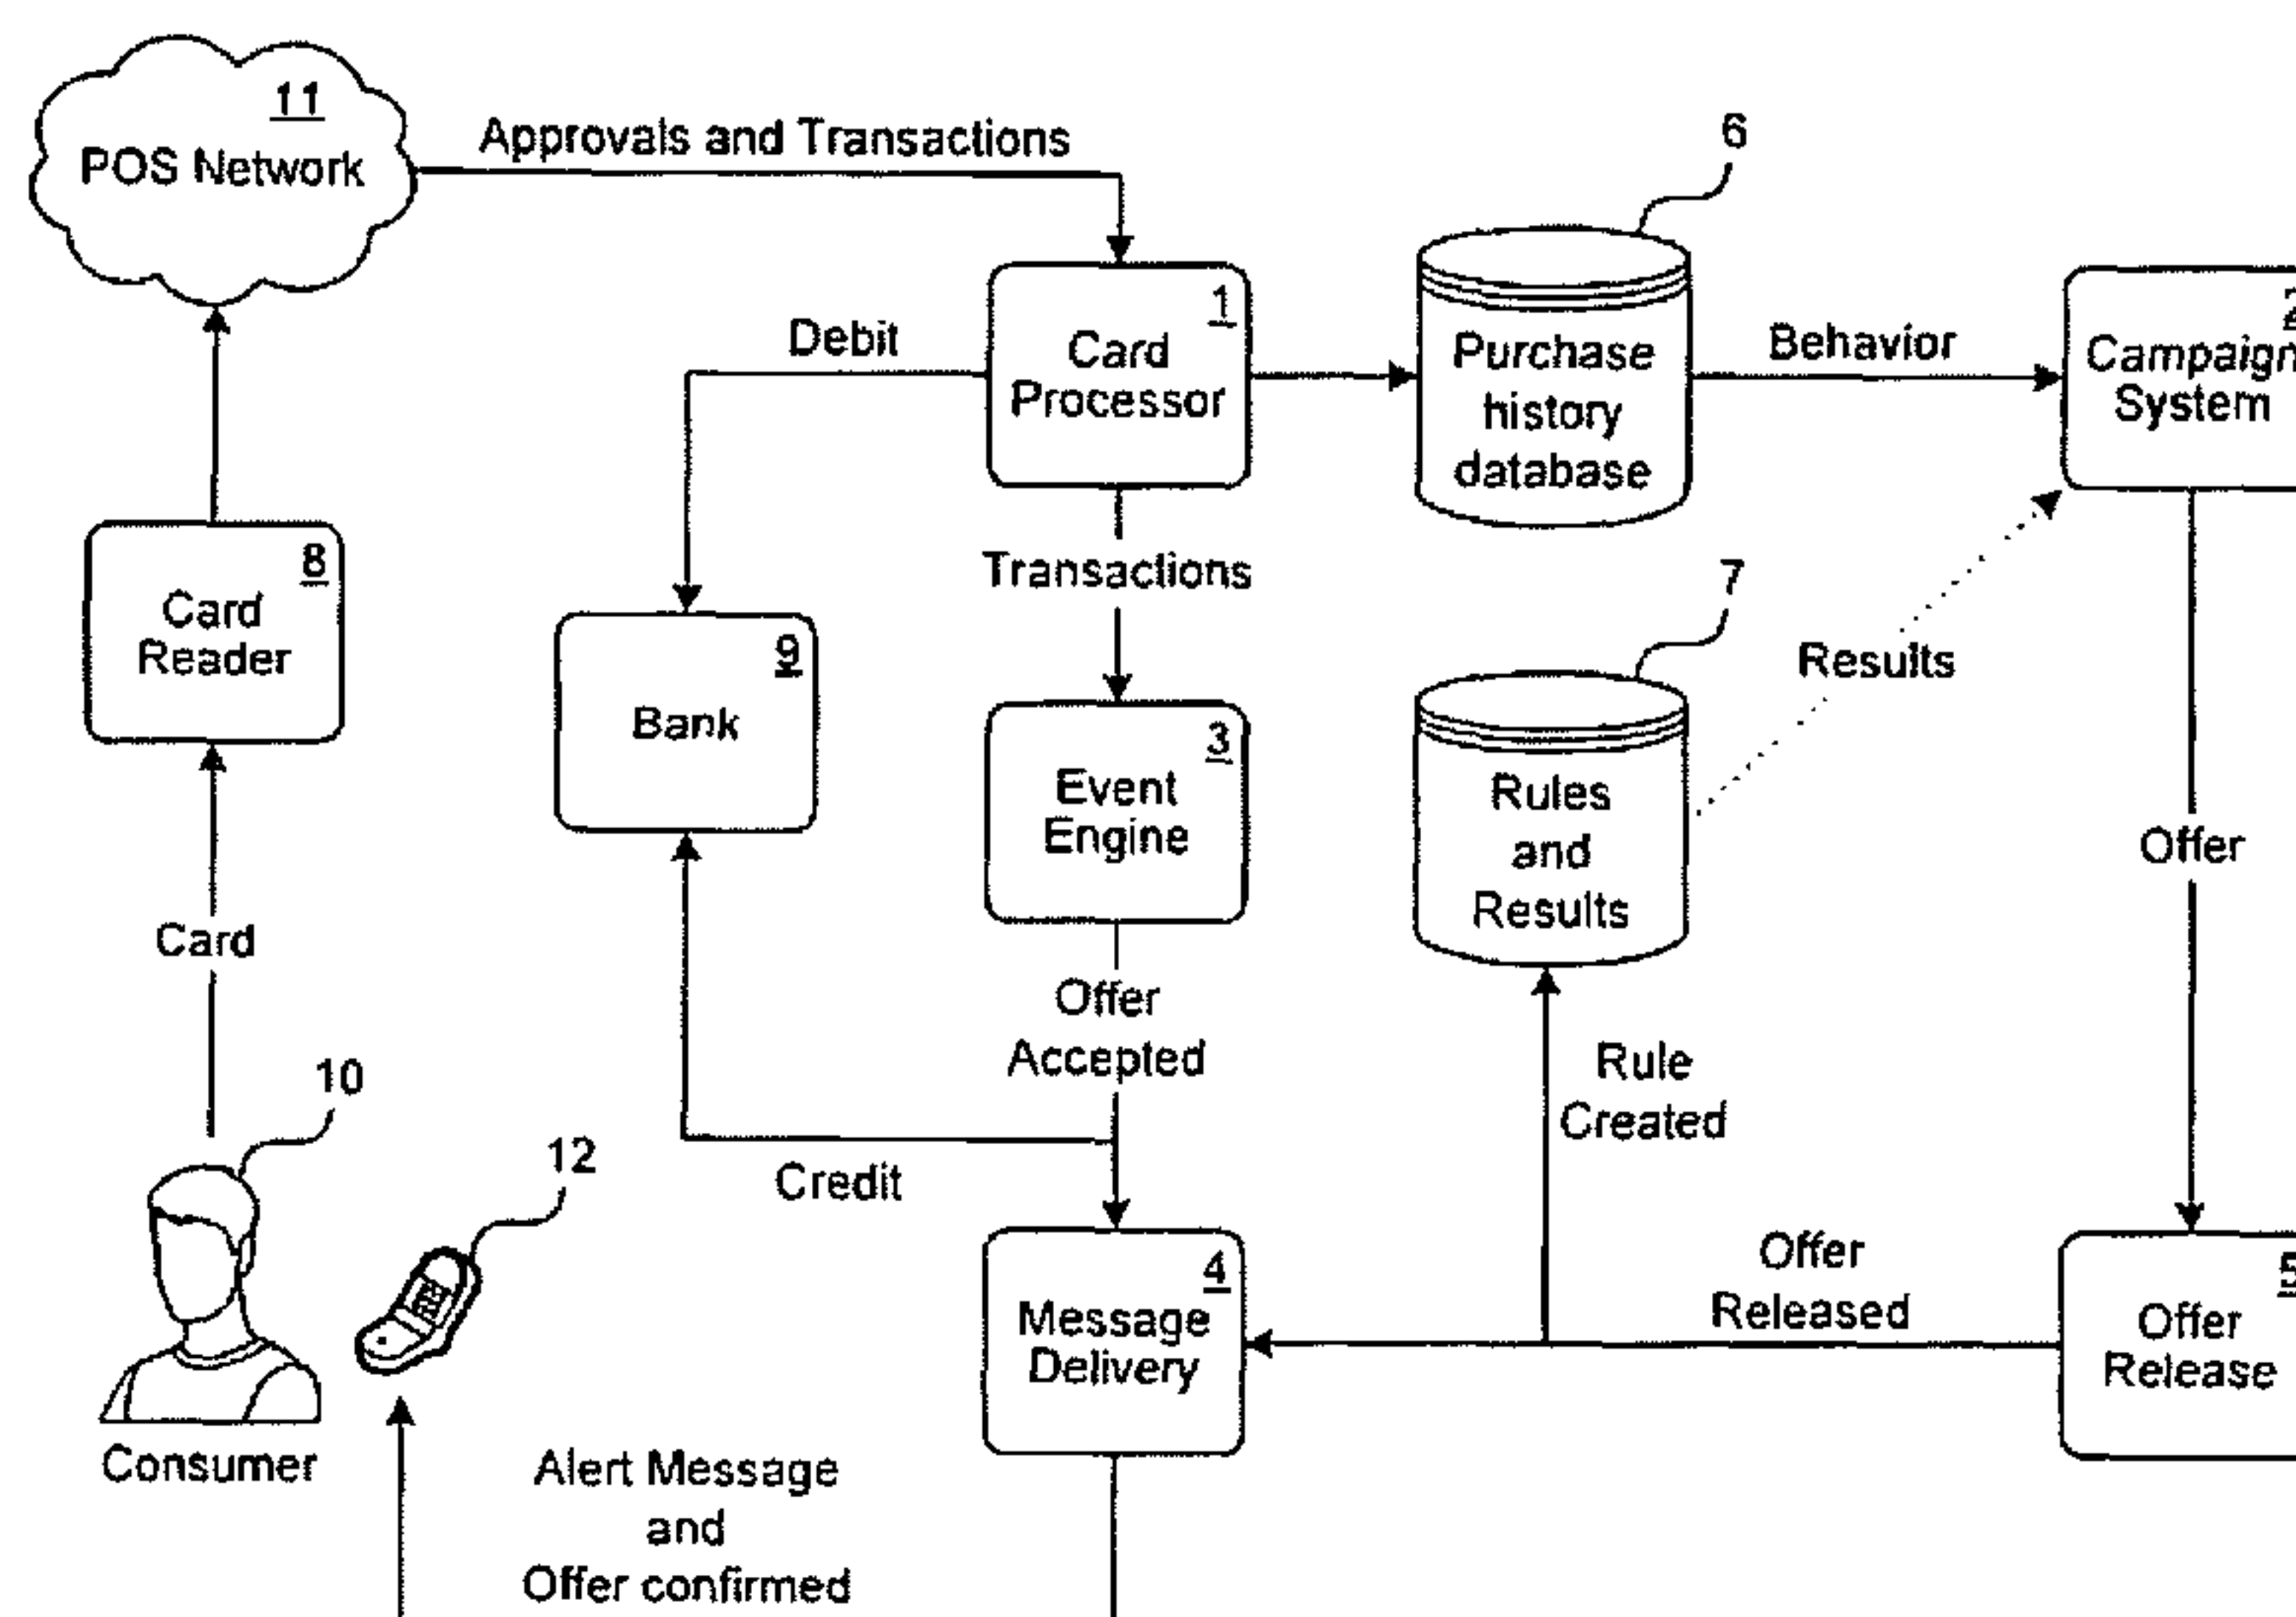 11
POS Network
Approvals and Transactions
6
1
Card
Processor
Debit
Purchase
history
database
Behavior
2
Campaign
System
8
Card
Reader
Transactions
7
Results
9
Bank
3
Event
Engine
Rules
and
Results
Offer
Card
Offer
Accepted
Rule
Created
10
12
Credit
4
Message
Delivery
Offer
Released
5
Offer
Release
Consumer
Alert Message
and
Offer confirmed